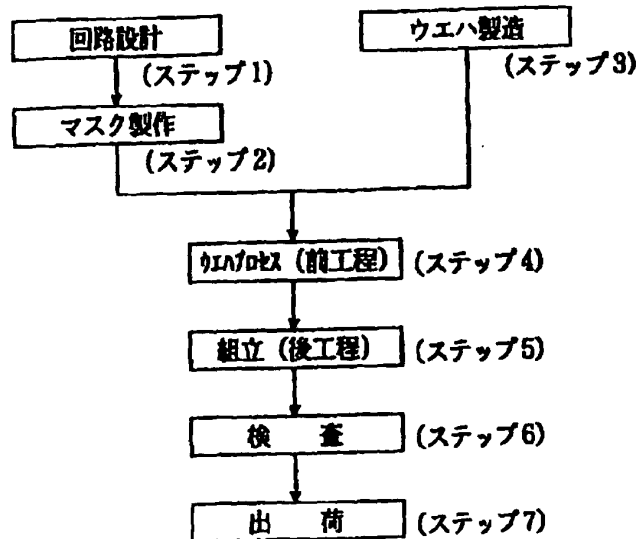 回路設計
(ステップ1)
マスク製作
(ステップ2)
ウエハ製造
(ステップ3)
ウエハプロセス (前工程)
(ステップ4)
組立 (後工程)
(ステップ5)
検 査
(ステップ6)
出 荷
(ステップ7)